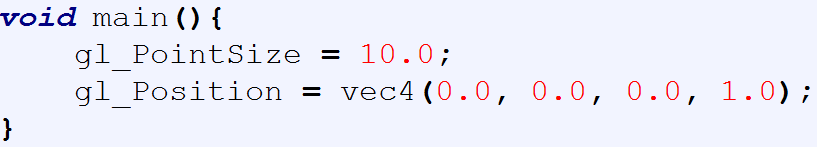 void main(){
    gl_PointSize = 10.0;
    gl_Position = vec4(0.0, 0.0, 0.0, 1.0);
}